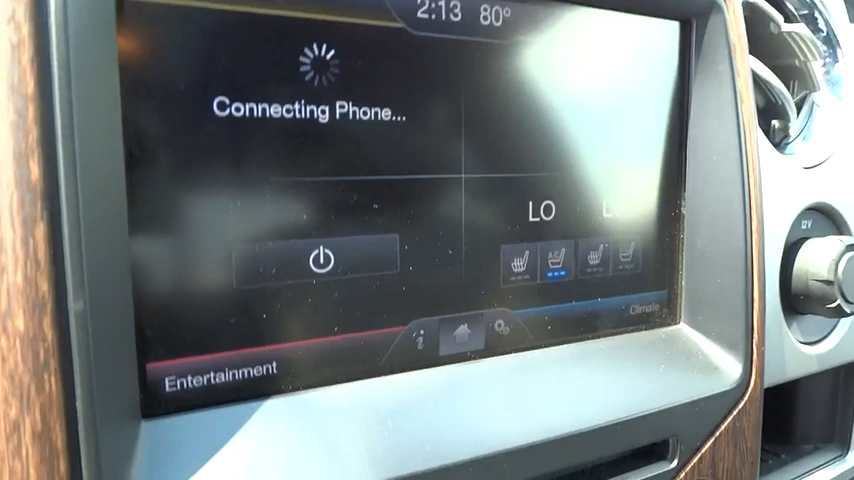 2:13 80°
Connecting Phone...
LO
A/C
Climate
Entertainment
12V